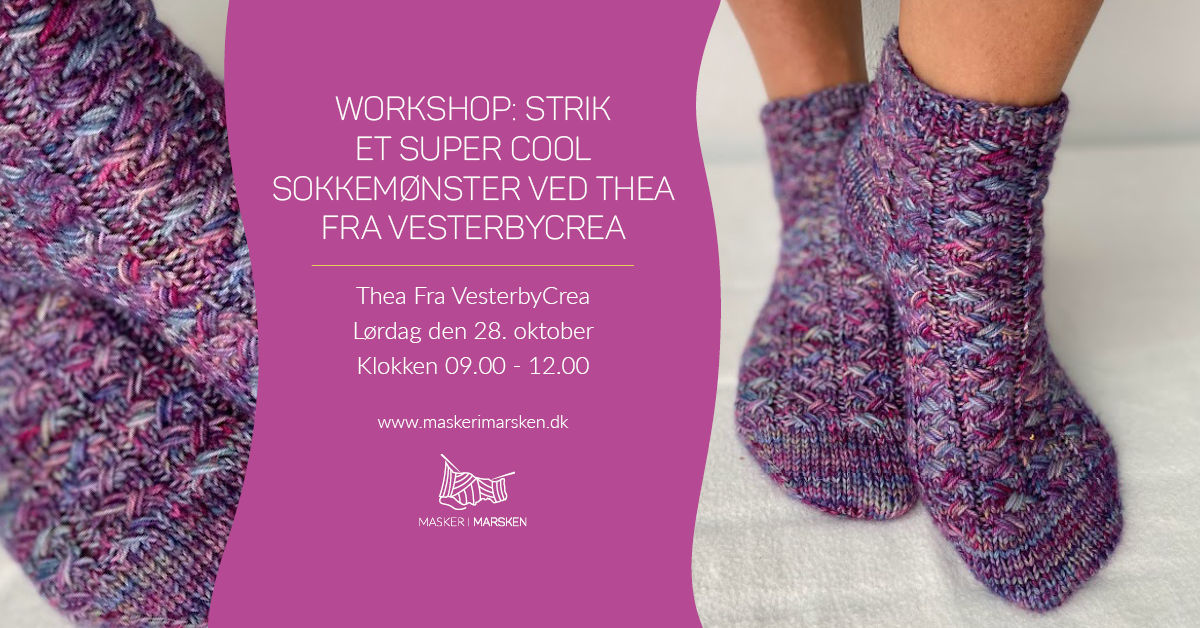 WORKSHOP: STRIK
ET SUPER COOL
SOKKEMØNSTER VED THEA
FRA VESTERBYCREA
Thea Fra VesterbyCrea
Lørdag den 28. oktober
Klokken 09.00 - 12.00
www.maskerimarsken.dk
MASKER I MARSKEN